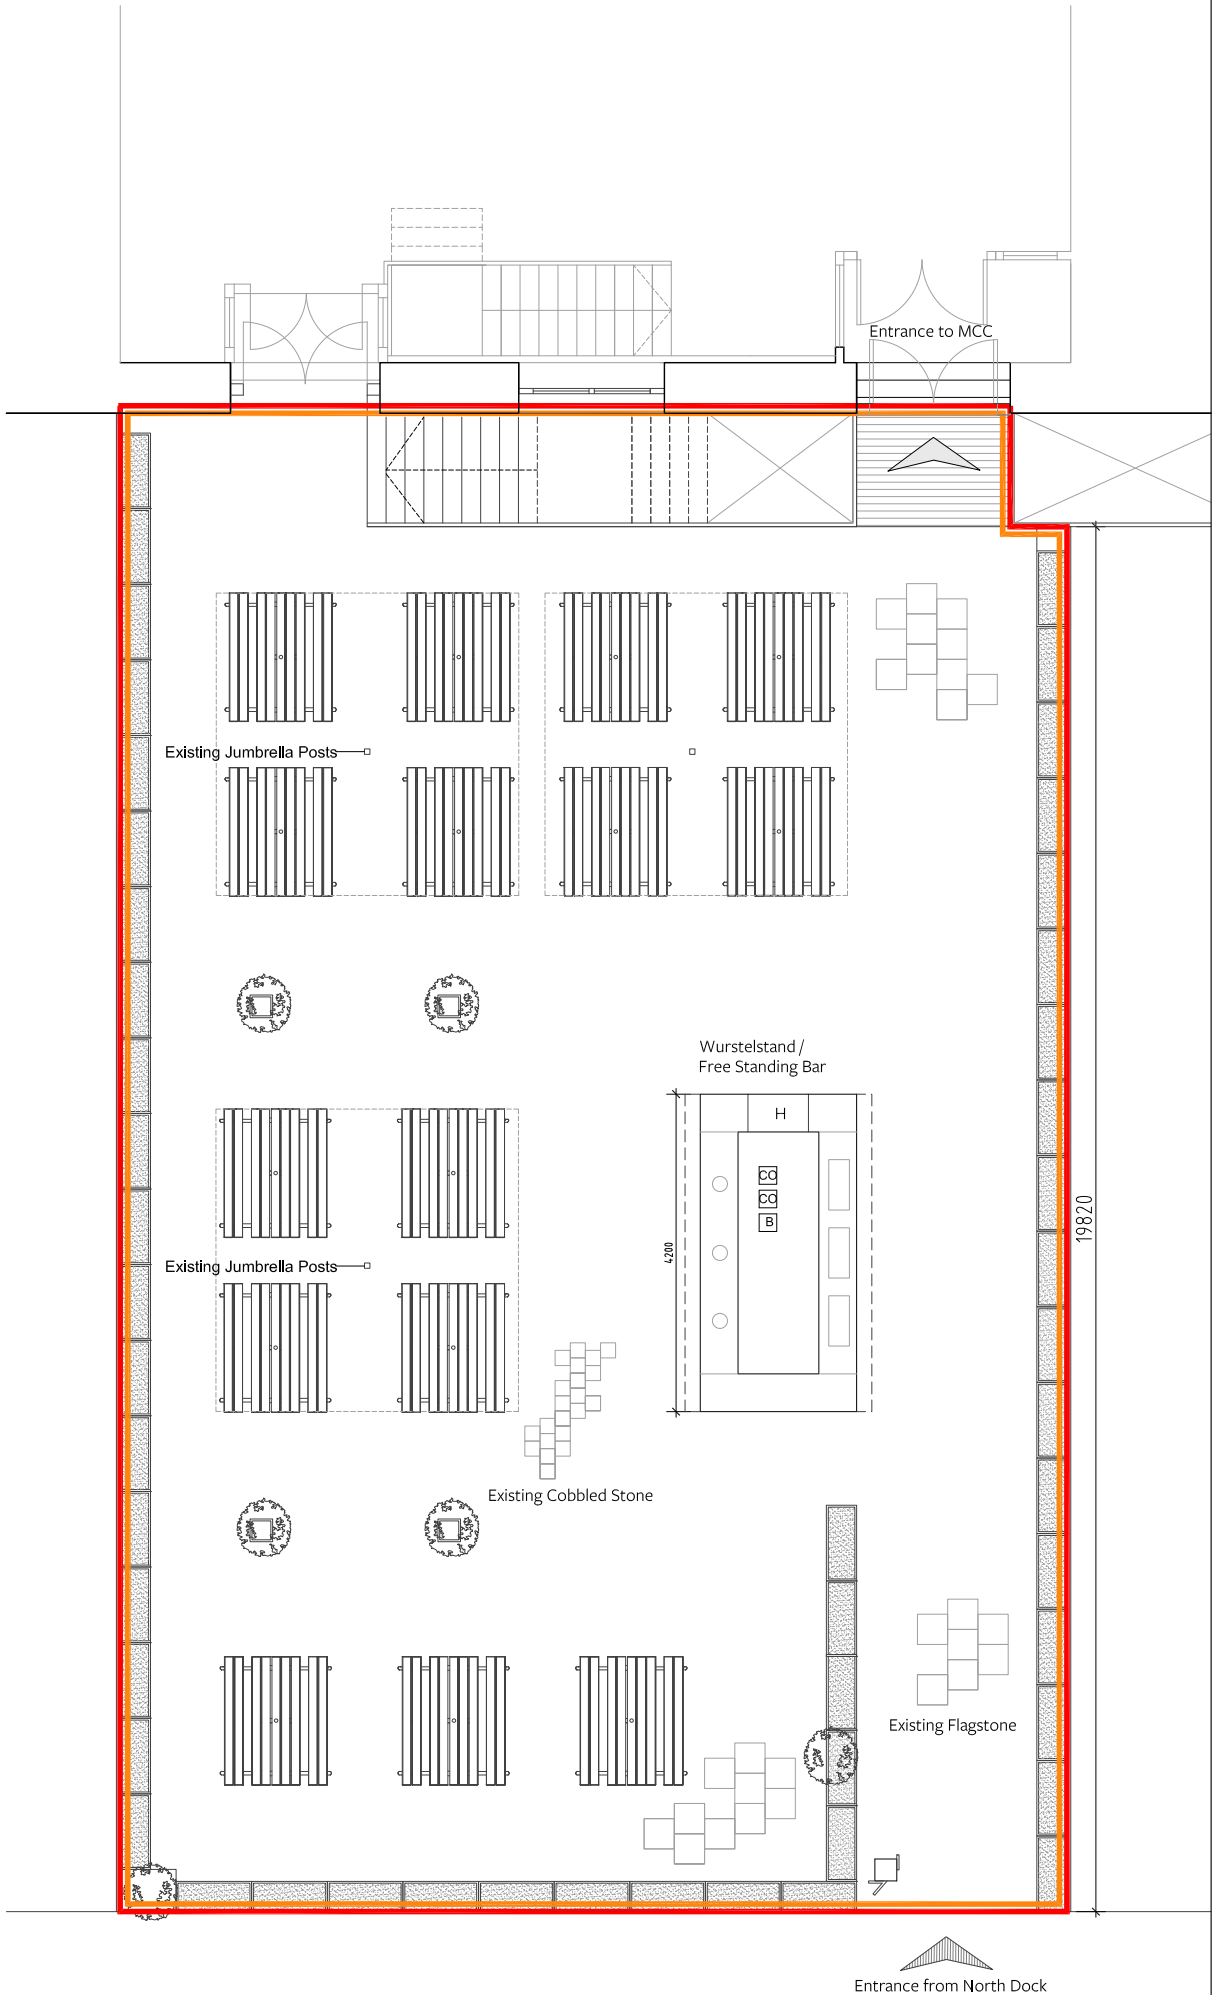 Entrance to MCC
Existing Jumbrella Posts
Wurstelstand /
Free Standing Bar
H
CO
CO
B
4200
19820
Existing Jumbrella Posts
Existing Cobbled Stone
Existing Flagstone
Entrance from North Dock